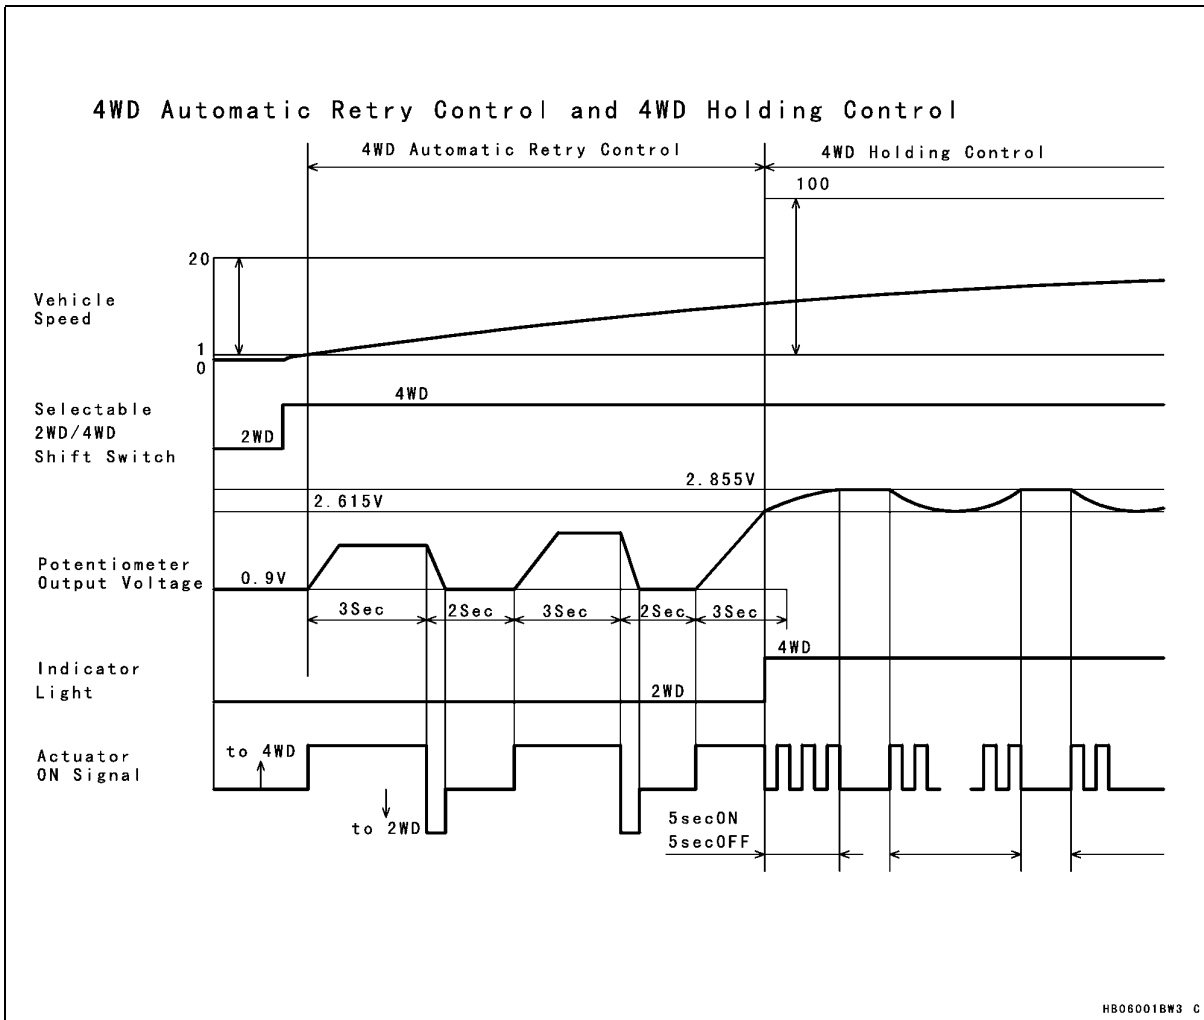 4WD Automatic Retry Control and 4WD Holding Control
4WD Automatic Retry Control
4WD Holding Control
100
20
Vehicle
Speed
1
0
Selectable
2WD/4WD
Shift Switch
4WD
2WD
2.855V
2.615V
Potentiometer
Output Voltage
0.9V
3Sec
2Sec
3Sec
2Sec
3Sec
Indicator
Light
4WD
2WD
Actuator
ON Signal
to 4WD
to 2WD
5secON
5secOFF
HB06001BW3 C